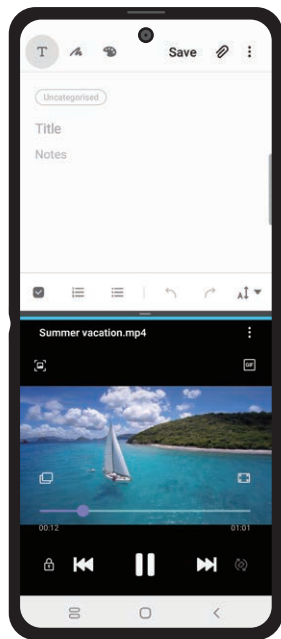 T Save
Uncategorised
Title
Notes
A
Summer vacation.mp4
GIF
00:12 01:01